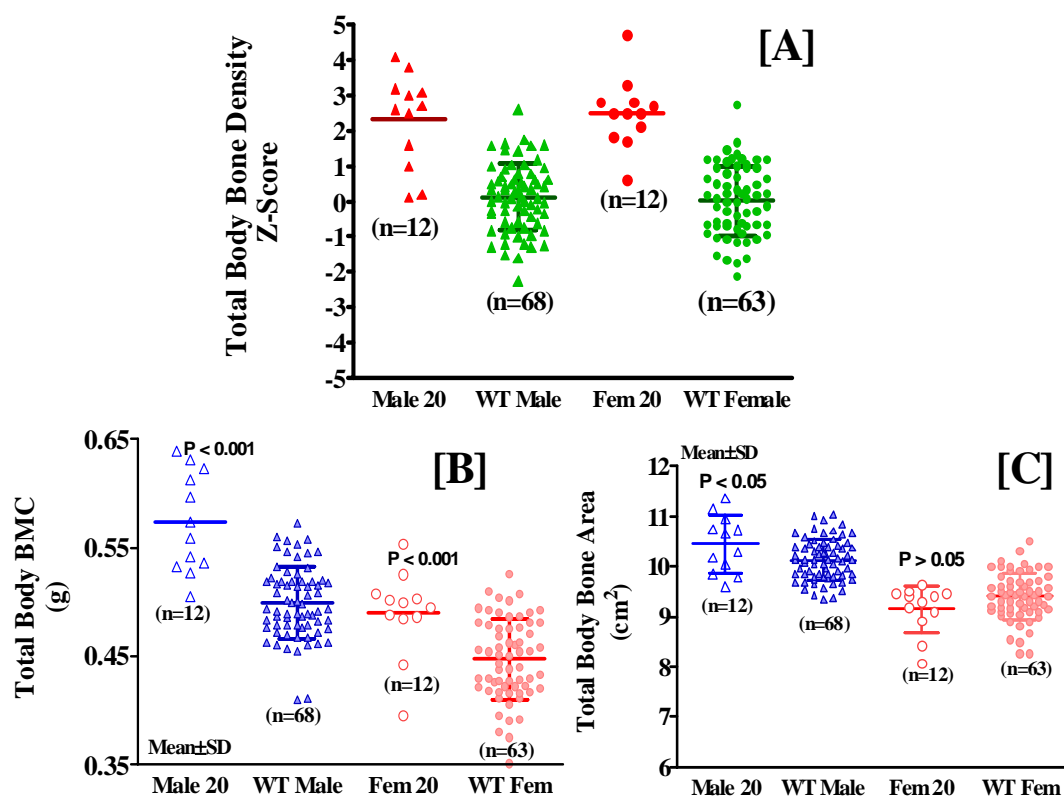 [A]
Total Body Bone Density
Z-Score
5
4
3
2
1
0
-1
-2
-3
-4
-5
(n=12)
(n=68)
(n=12)
(n=63)
Male 20 WT Male Fem 20 WT Female
[B]
Total Body BMC
(g)
0.65
0.55
0.45
0.35
P < 0.001
P < 0.001
(n=12)
(n=68)
(n=12)
(n=63)
Mean±SD
Male 20 WT Male Fem 20 WT Fem
[C]
Total Body Bone Area
(cm²)
12
11
10
9
8
7
6
Mean±SD
P < 0.05
P > 0.05
(n=12)
(n=68)
(n=12)
(n=63)
Male 20 WT Male Fem 20 WT Fem